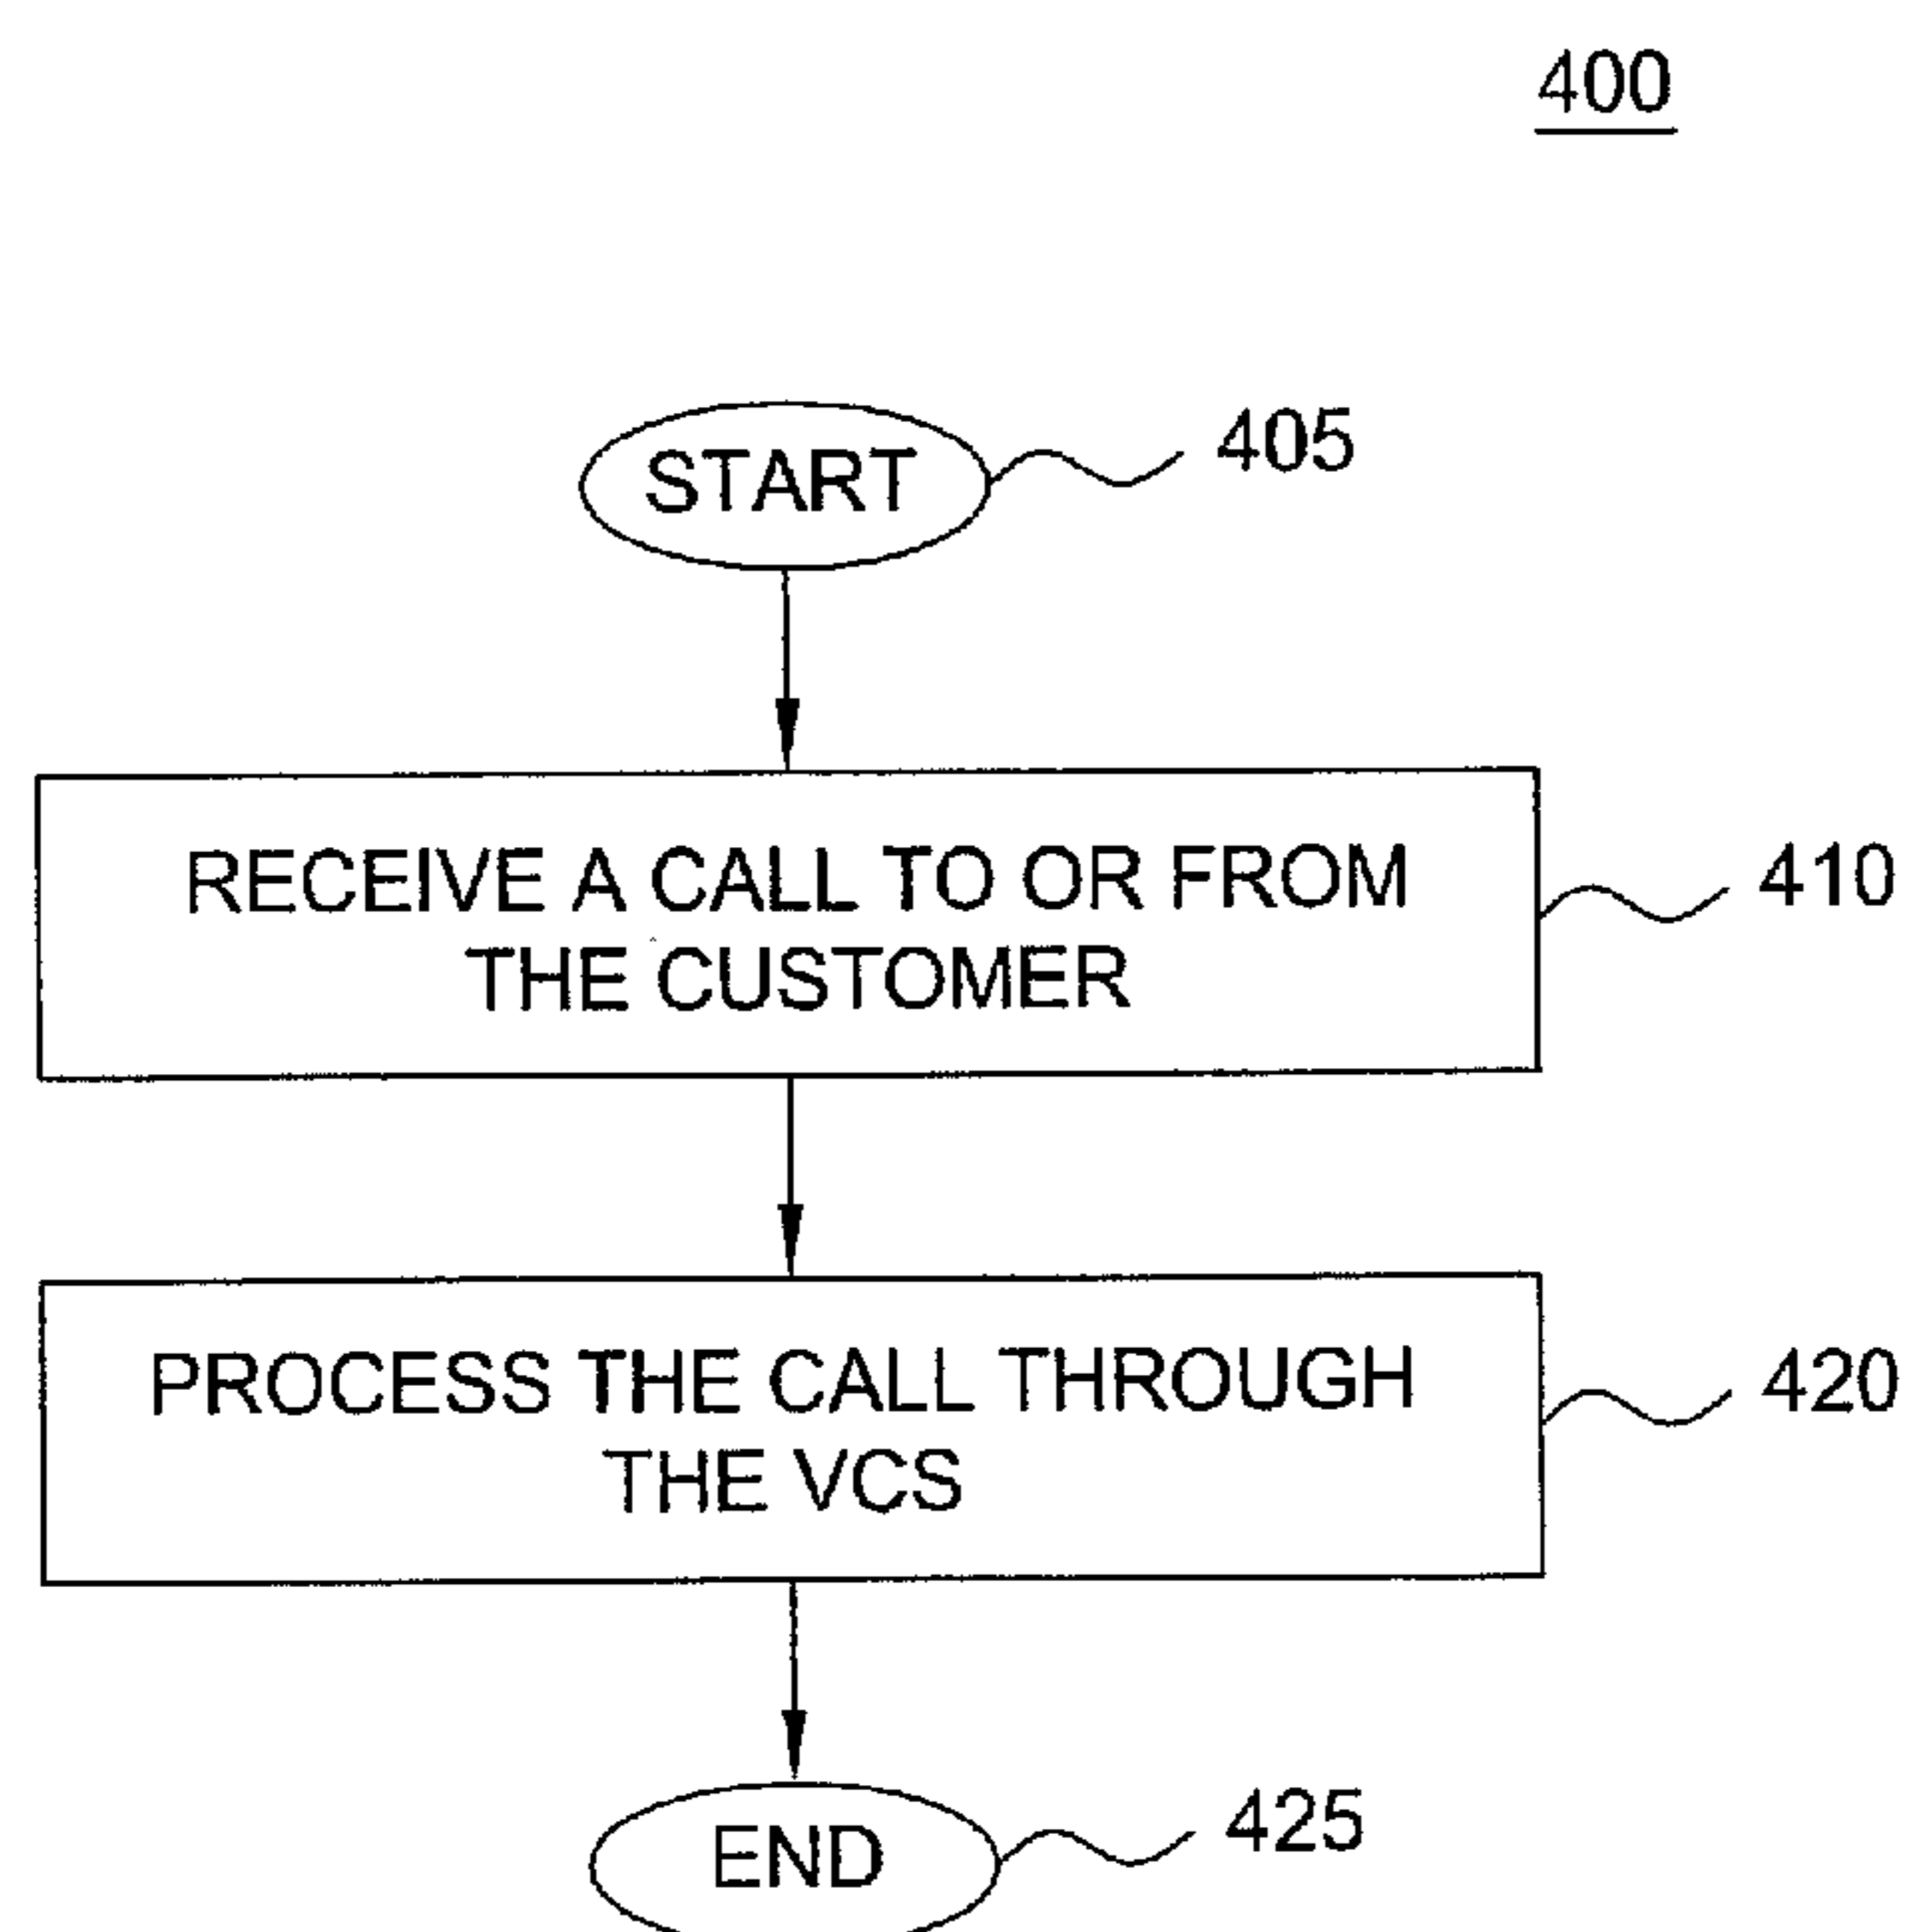 400
START
405
RECEIVE A CALL TO OR FROM
THE CUSTOMER
410
PROCESS THE CALL THROUGH
THE VCS
420
END
425